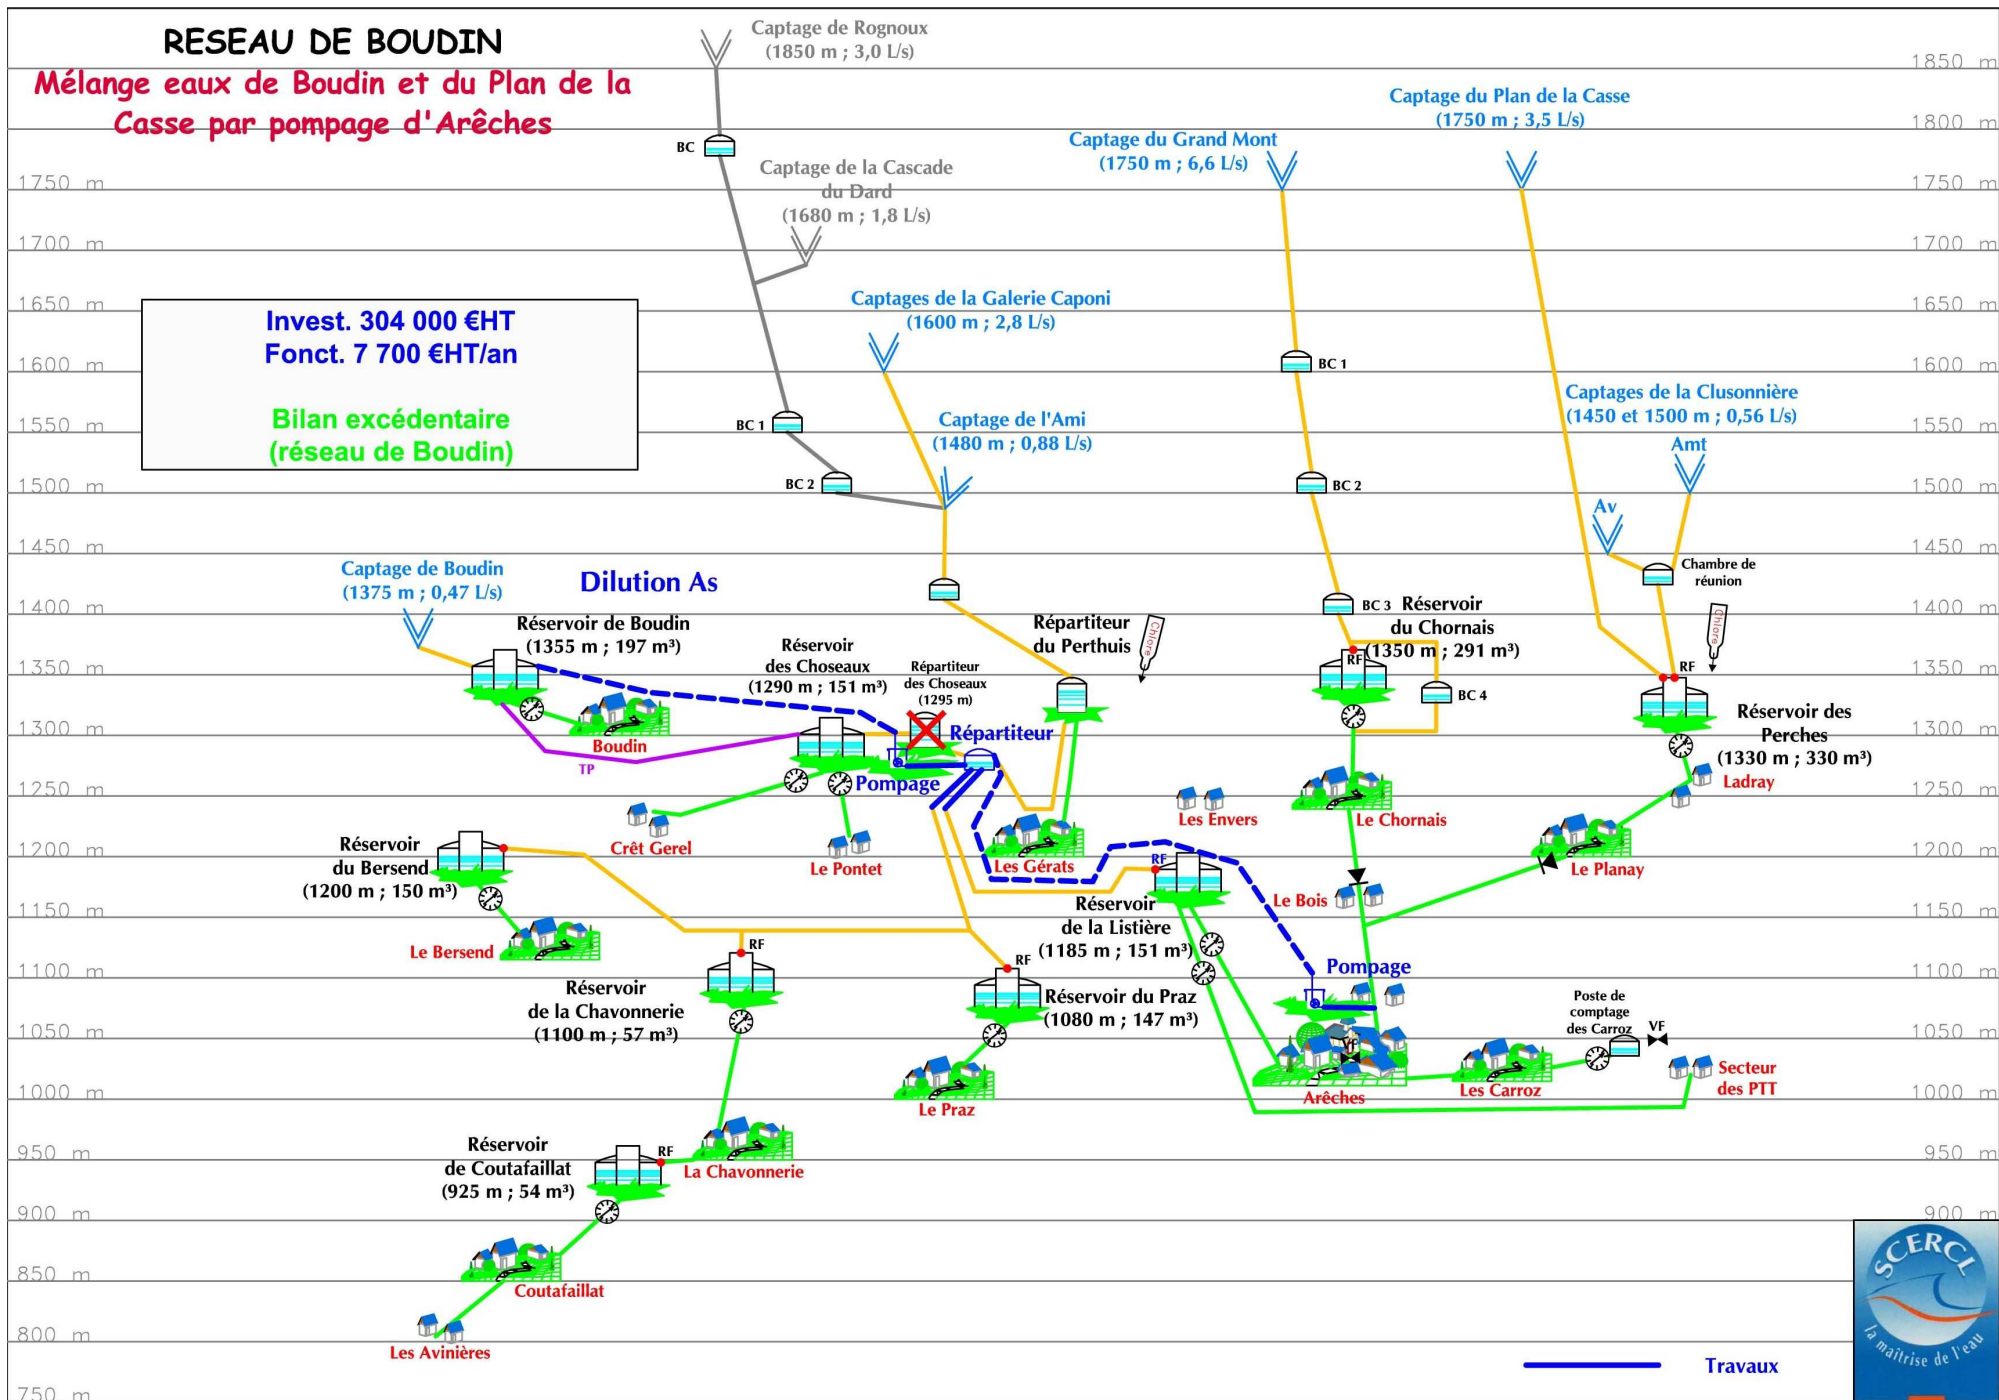 RESEAU DE BOUDIN
Mélange eaux de Boudin et du Plan de la
Casse par pompage d'Arêches
Captage de Rognoux
(1850 m ; 3,0 L/s)
1850 m
Captage du Plan de la Casse
(1750 m ; 3,5 L/s)
1800 m
BC
Captage du Grand Mont
(1750 m ; 6,6 L/s)
Captage de la Cascade
du Dard
(1680 m ; 1,8 L/s)
1750 m
1750 m
1700 m
1700 m
Invest. 304 000 €HT
Fonct. 7 700 €HT/an
Bilan excédentaire
(réseau de Boudin)
Captages de la Galerie Caponi
(1600 m ; 2,8 L/s)
1650 m
1650 m
1600 m
BC 1
1600 m
Captages de la Clusonnière
(1450 et 1500 m ; 0,56 L/s)
Amt
Captage de l'Ami
(1480 m ; 0,88 L/s)
1550 m
BC 1
1550 m
1500 m
BC 2
BC 2
1500 m
Av
1450 m
1450 m
Chambre de
réunion
Captage de Boudin
(1375 m ; 0,47 L/s)
Dilution As
1400 m
BC 3
1400 m
Réservoir de Boudin
(1355 m ; 197 m³)
Réservoir
des Choseaux
(1290 m ; 151 m³)
Répartiteur
des Choseaux
(1295 m)
Répartiteur
du Perthuis
Chlore
Réservoir
du Chornais
(1350 m ; 291 m³)
RF
Chlore
RF
1350 m
1350 m
BC 4
Réservoir des
Perches
(1330 m ; 330 m³)
1300 m
Boudin
Répartiteur
1300 m
TP
Pompage
Ladray
1250 m
1250 m
Crêt Gerel
Le Pontet
Les Gérats
Les Envers
Le Chornais
Le Planay
Réservoir
du Bersend
(1200 m ; 150 m³)
1200 m
RF
1200 m
Le Bois
Réservoir
de la Listière
(1185 m ; 151 m³)
1150 m
1150 m
Le Bersend
RF
RF
Pompage
1100 m
1100 m
Réservoir
de la Chavonnerie
(1100 m ; 57 m³)
Réservoir du Praz
(1080 m ; 147 m³)
Poste de
comptage
des Carroz
VF
VF
1050 m
1050 m
1000 m
Le Praz
Arêches
Les Carroz
Secteur
des PTT
1000 m
Réservoir
de Coutafaillat
(925 m ; 54 m³)
RF
La Chavonnerie
950 m
950 m
900 m
900 m
850 m
Coutafaillat
800 m
Les Avinières
750 m
Travaux
SCERCL
la maîtrise de l'eau